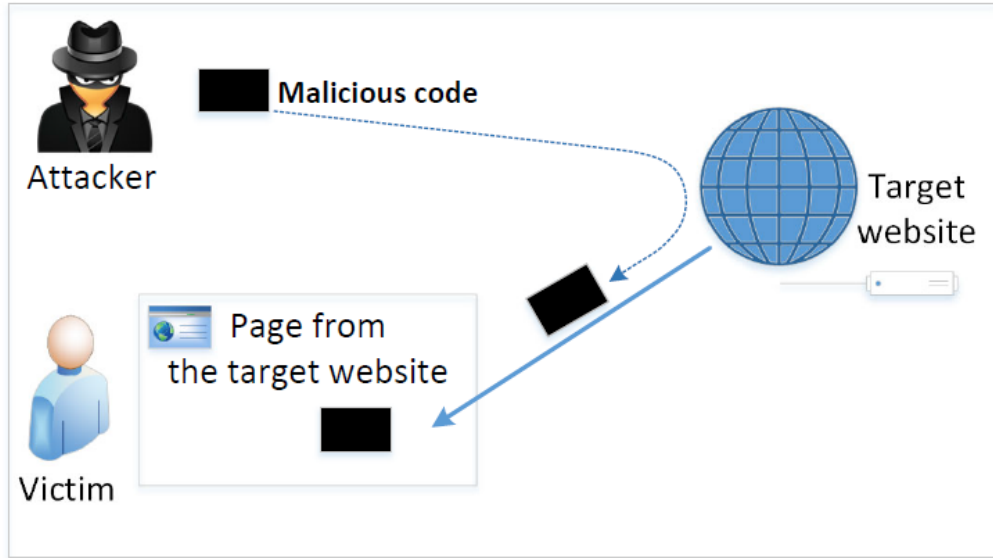 Malicious code
Attacker
Target
website
Page from
the target website
Victim